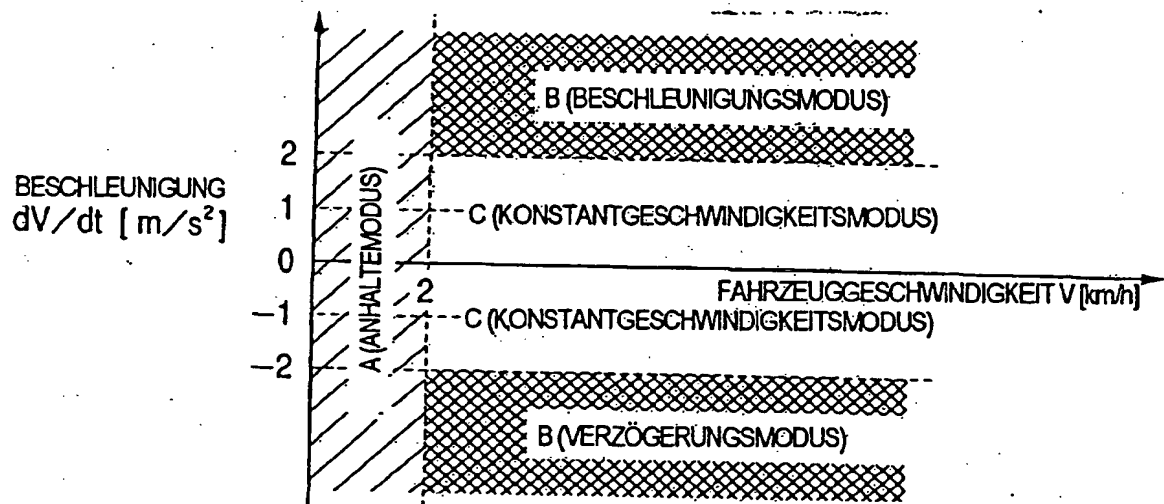 B (BESCHLEUNIGUNGSMODUS)
2
BESCHLEUNIGUNG
dV/dt [m/s²]
1
C (KONSTANTGESCHWINDIGKEITSMODUS)
0
A (ANHALTEMODUS)
2
FAHRZEUGGESCHWINDIGKEIT V [km/h]
-1
C (KONSTANTGESCHWINDIGKEITSMODUS)
-2
B (VERZÖGERUNGSMODUS)